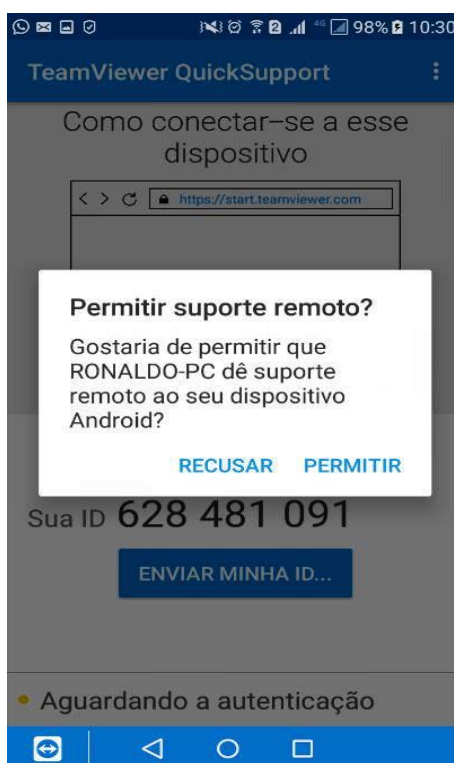 2 4G 98% 10:30
TeamViewer QuickSupport
Como conectar–se a esse
dispositivo
https://start.teamviewer.com
Permitir suporte remoto?
Gostaria de permitir que
RONALDO-PC dê suporte
remoto ao seu dispositivo
Android?
RECUSAR PERMITIR
Sua ID 628 481 091
ENVIAR MINHA ID...
Aguardando a autenticação